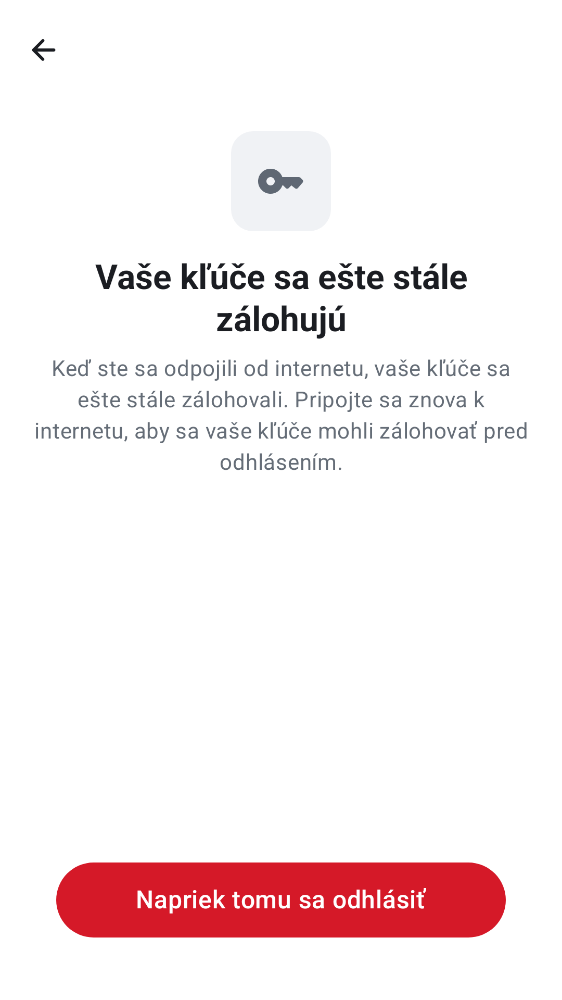 Vaše kľúče sa ešte stále
zálohujú
Keď ste sa odpojili od internetu, vaše kľúče sa
ešte stále zálohovali. Pripojte sa znova k
internetu, aby sa vaše kľúče mohli zálohovať pred
odhlásením.
Napriek tomu sa odhlásiť